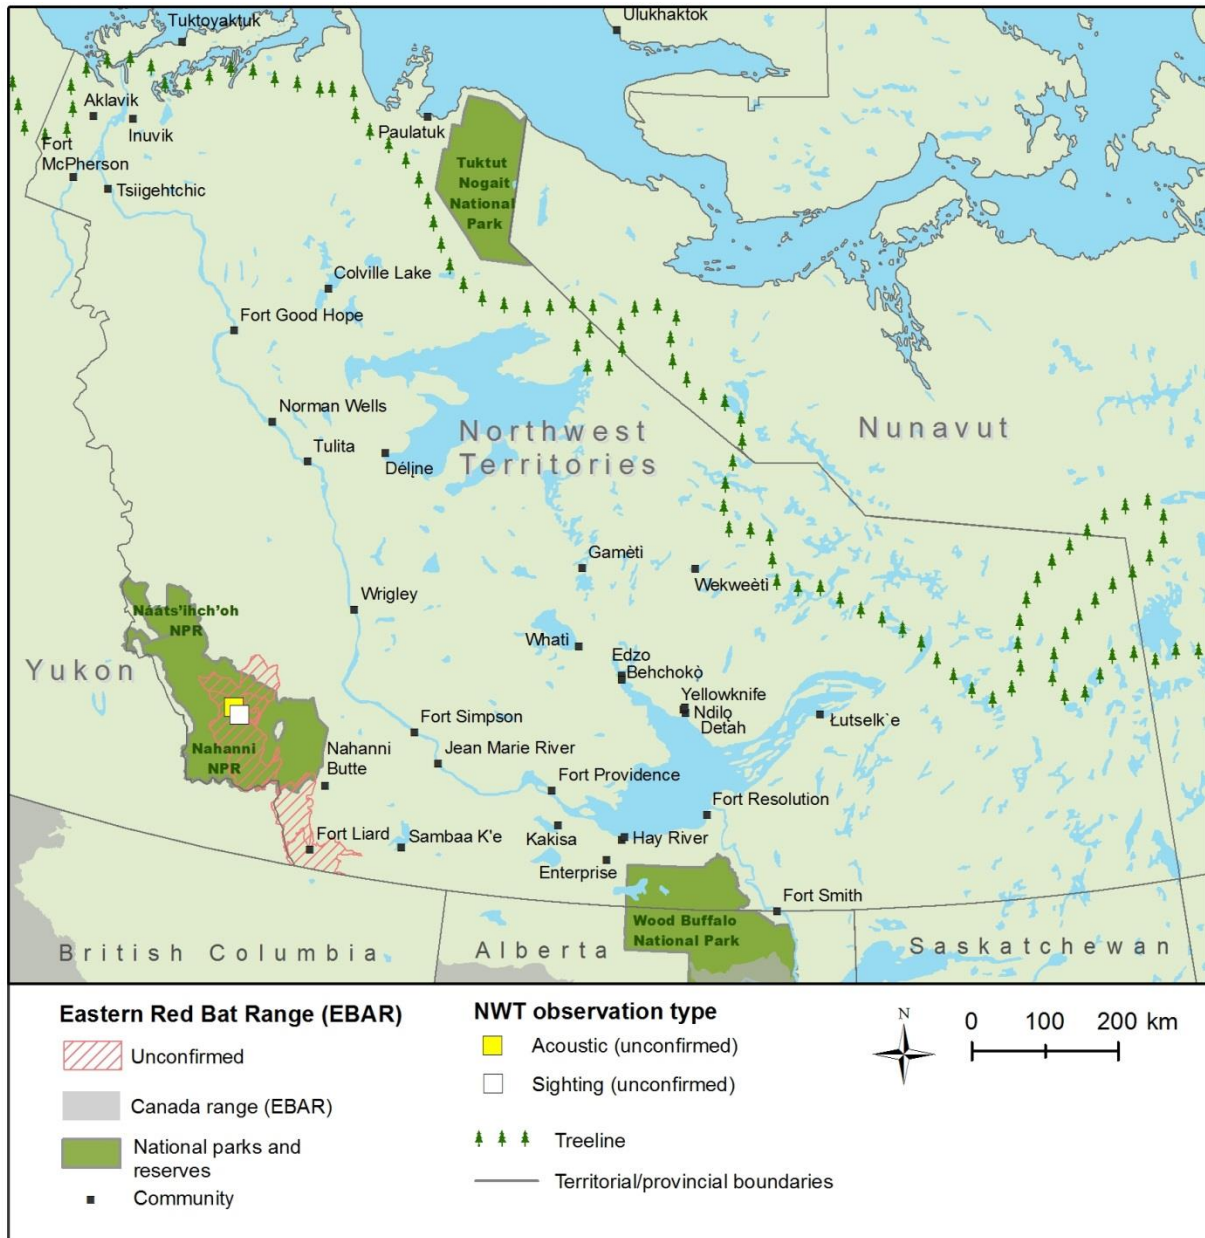 Tuktoyaktuk
Ulukhaktok
Aklavik
Inuvik
Paulatuk
Fort
McPherson
Tsiigehtchic
Tuktut
Nogait
National
Park
Colville Lake
Fort Good Hope
Norman Wells
Northwest
Territories
Nunavut
Tulita
Délįne
Gamètì
Wekweètì
Wrigley
Nááts'ihch'oh
NPR
Whatì
Edzo
Behchokò
Yukon
Yellowknife
Ndilǫ
Detah
Łutselk`e
Fort Simpson
Jean Marie River
Nahanni
NPR
Nahanni
Butte
Fort Providence
Fort Resolution
Fort Liard
Sambaa K'e
Kakisa
Hay River
Enterprise
Fort Smith
Wood Buffalo
National Park
British Columbia
Alberta
Saskatchewan
Eastern Red Bat Range (EBAR)
Unconfirmed
Canada range (EBAR)
National parks and
reserves
Community
NWT observation type
Acoustic (unconfirmed)
Sighting (unconfirmed)
Treeline
Territorial/provincial boundaries
N
0 100 200 km